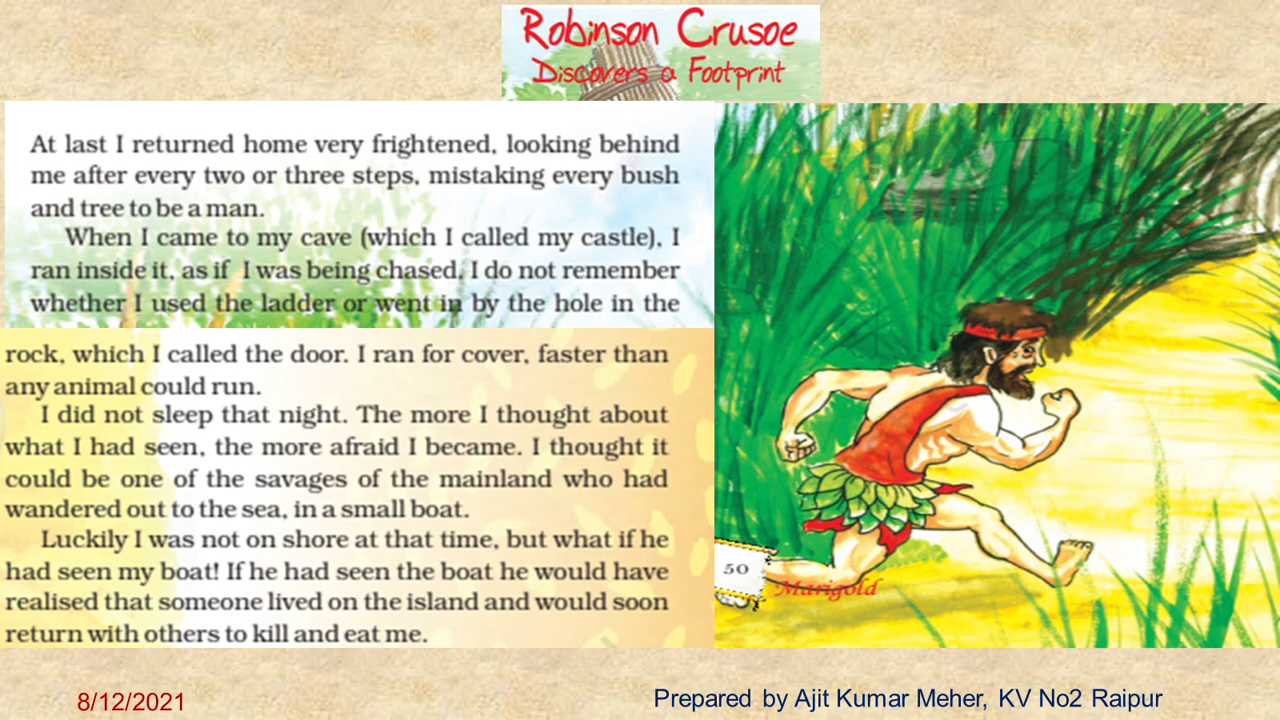 Robinson Crusoe
Discovers a Footprint
At last I returned home very frightened, looking behind
me after every two or three steps, mistaking every bush
and tree to be a man.
When I came to my cave (which I called my castle), I
ran inside it, as if I was being chased. I do not remember
whether I used the ladder or went in by the hole in the
rock, which I called the door. I ran for cover, faster than
any animal could run.
I did not sleep that night. The more I thought about
what I had seen, the more afraid I became. I thought it
could be one of the savages of the mainland who had
wandered out to the sea, in a small boat.
Luckily I was not on shore at that time, but what if he
had seen my boat! If he had seen the boat he would have
realised that someone lived on the island and would soon
return with others to kill and eat me.
50
Marigold
8/12/2021
Prepared by Ajit Kumar Meher, KV No2 Raipur